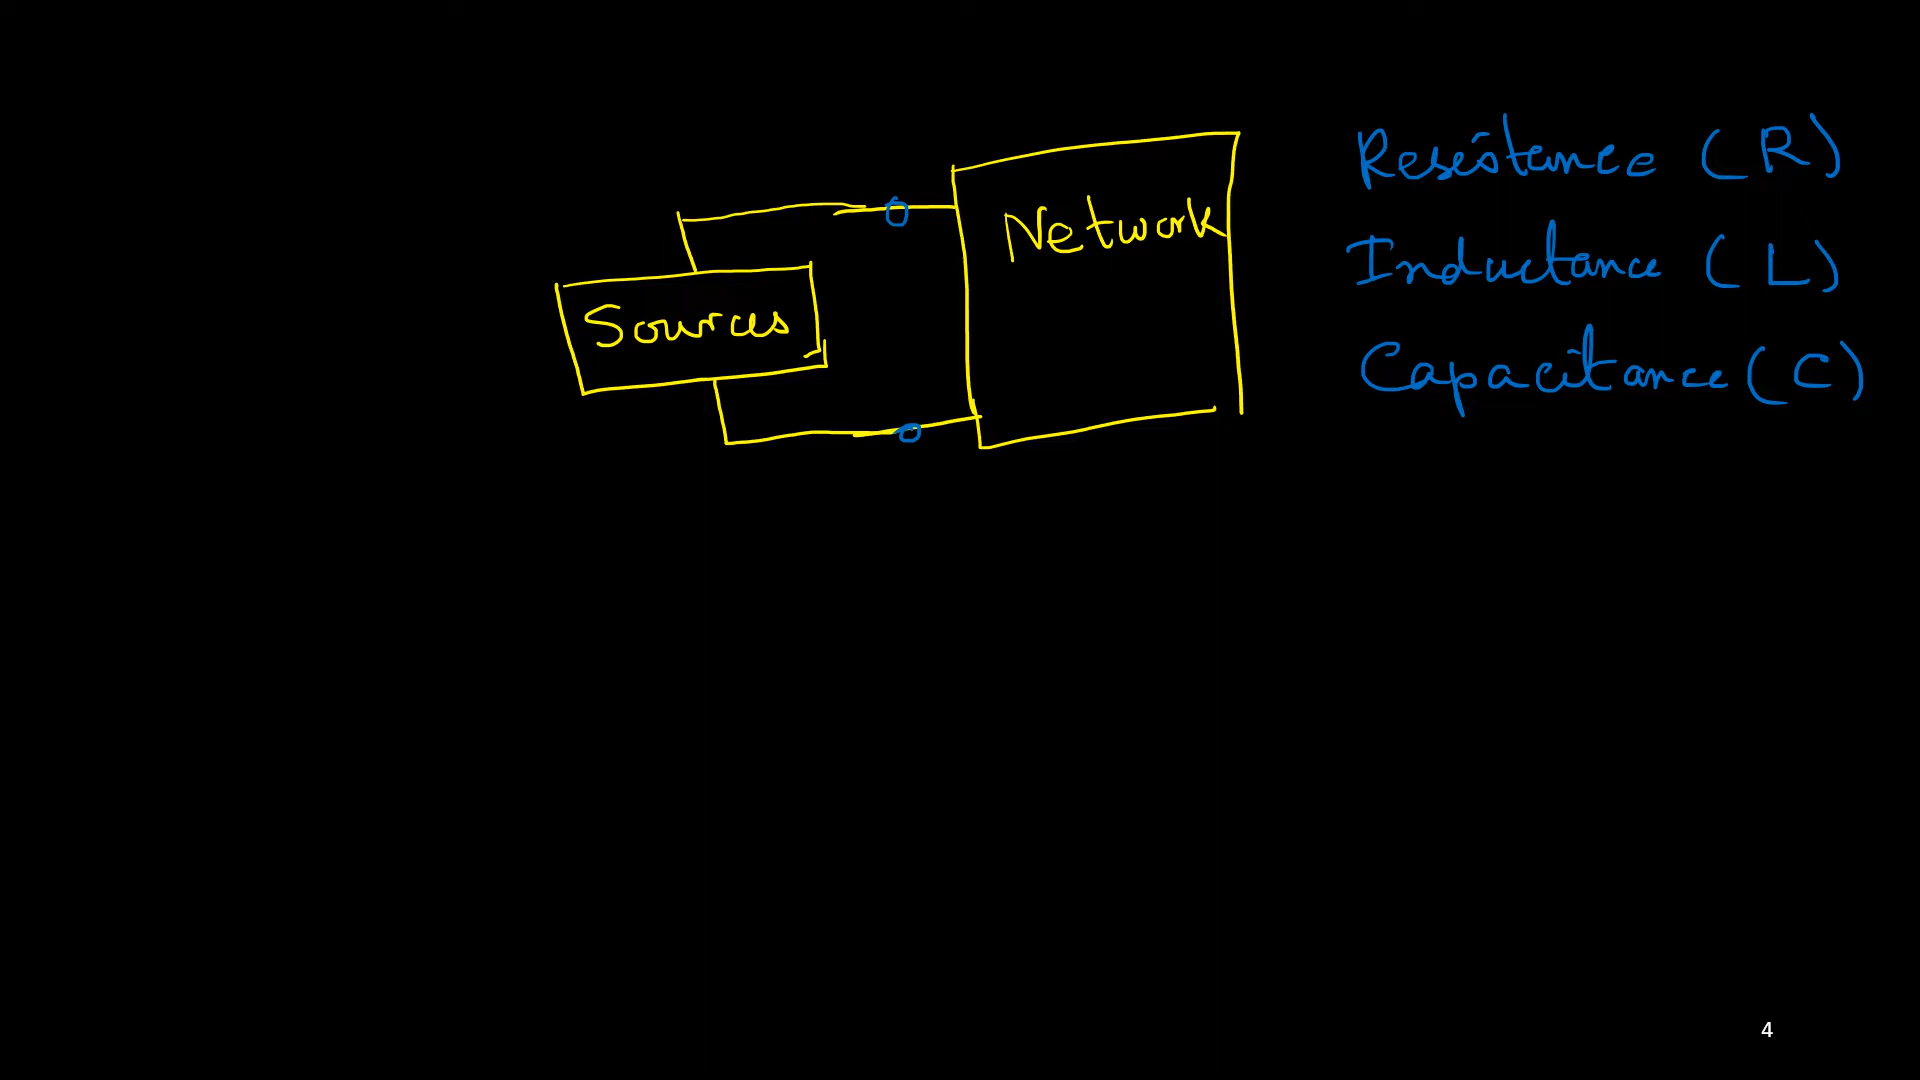 Network
Sources
Resistance (R)
Inductance (L)
Capacitance (C)
4